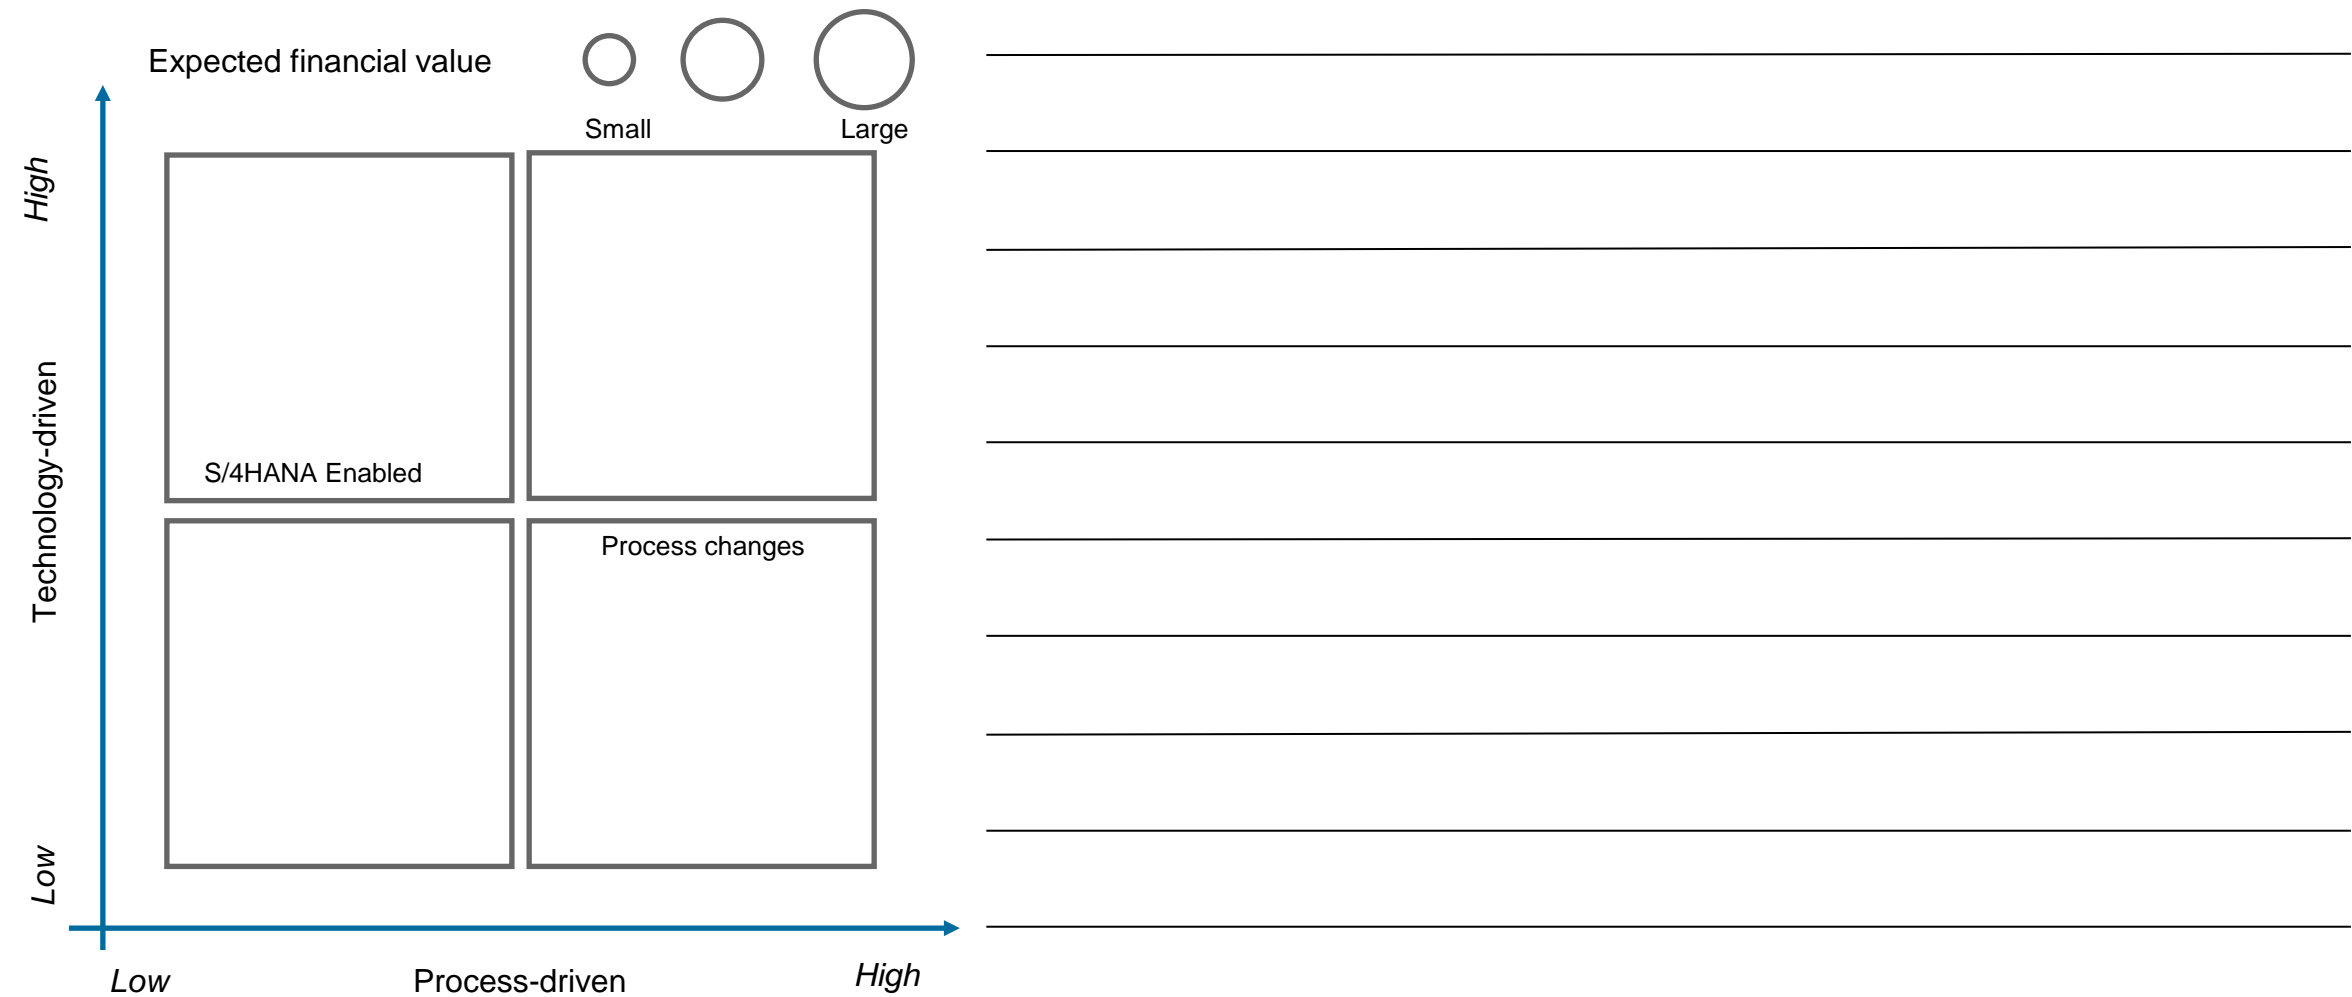 Expected financial value
Small
Large
High
Technology-driven
Low
S/4HANA Enabled
Process changes
Low
Process-driven
High